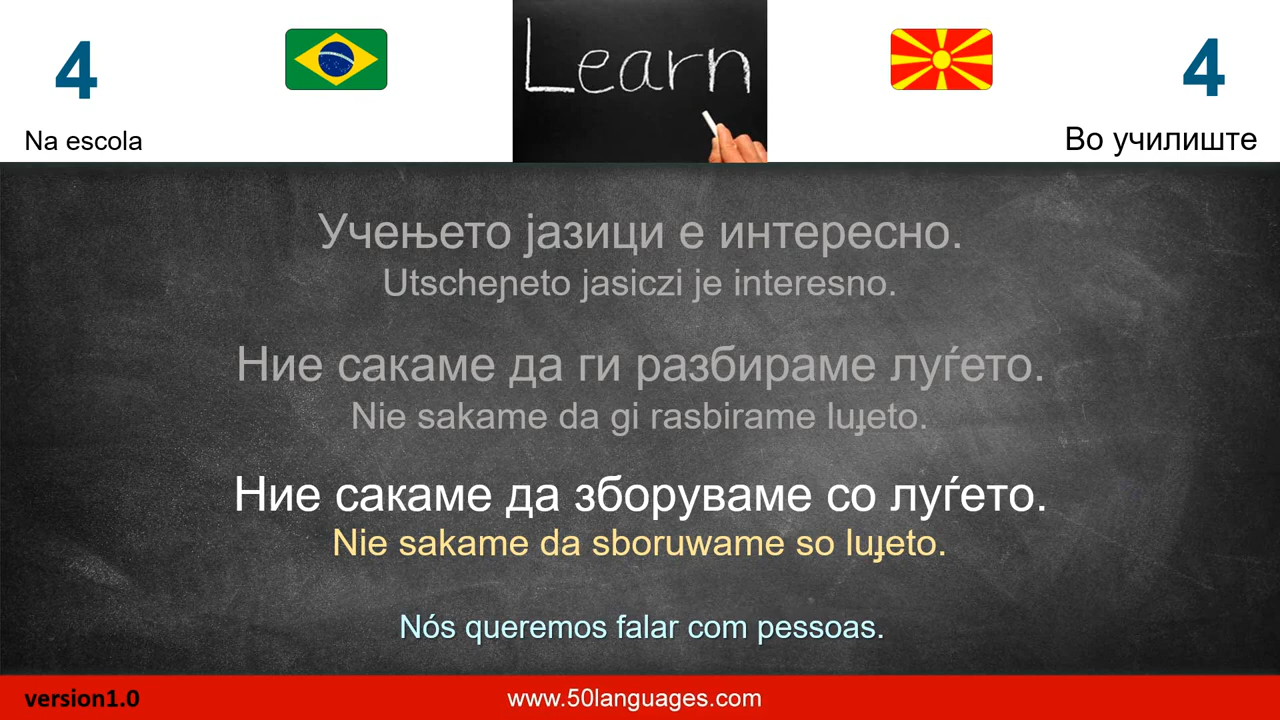 4
Na escola
Learn
4
Во училиште
Учењето јазици е интересно.
Utscheɲeto jasiczi je interesno.
Ние сакаме да ги разбираме луѓето.
Nie sakame da gi rasbirame luɟeto.
Ние сакаме да зборуваме со луѓето.
Nie sakame da sboruwame so luɟeto.
Nós queremos falar com pessoas.
version1.0
www.50languages.com